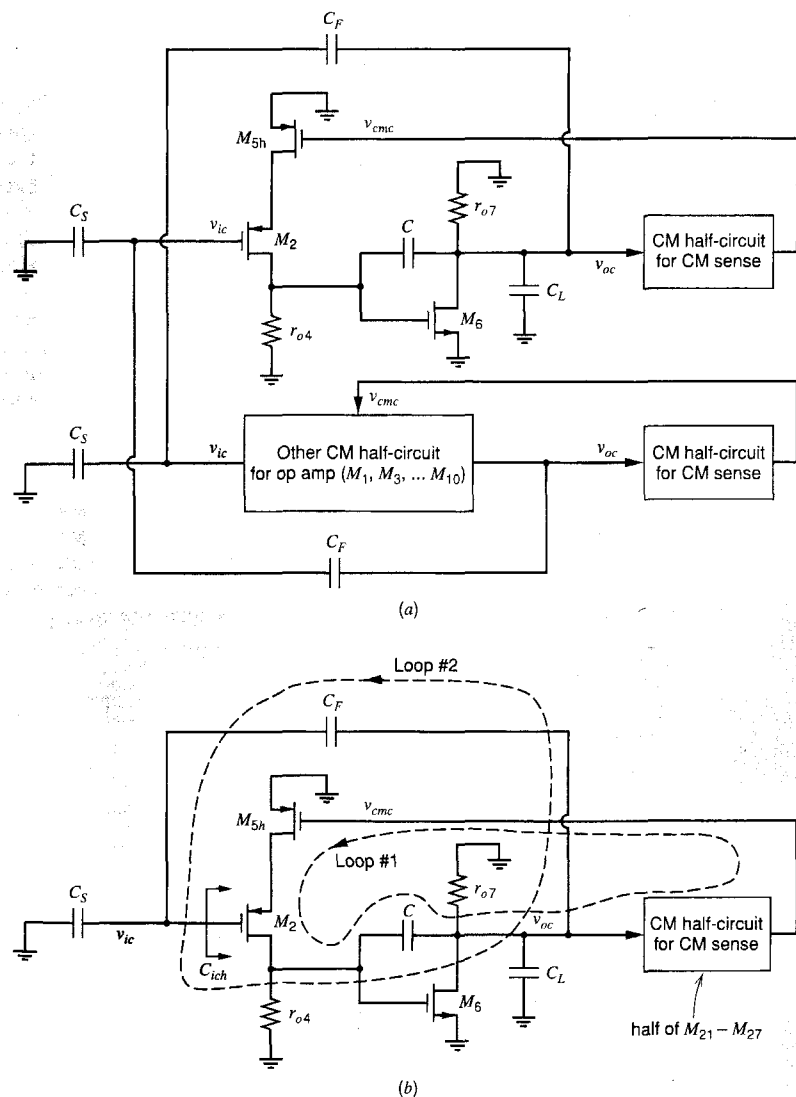 C_F
v_cmc
M_5h
r_o7
C_S
v_ic
M_2
C
CM half-circuit
for CM sense
v_oc
C_L
M_6
r_o4
v_cmc
C_S
v_ic
Other CM half-circuit
for op amp (M_1, M_3, ... M_10)
v_oc
CM half-circuit
for CM sense
C_F
(a)
Loop #2
C_F
v_cmc
M_5h
Loop #1
r_o7
C_S
v_ic
M_2
C
v_oc
CM half-circuit
for CM sense
C_ich
C_L
M_6
r_o4
half of M_21 – M_27
(b)